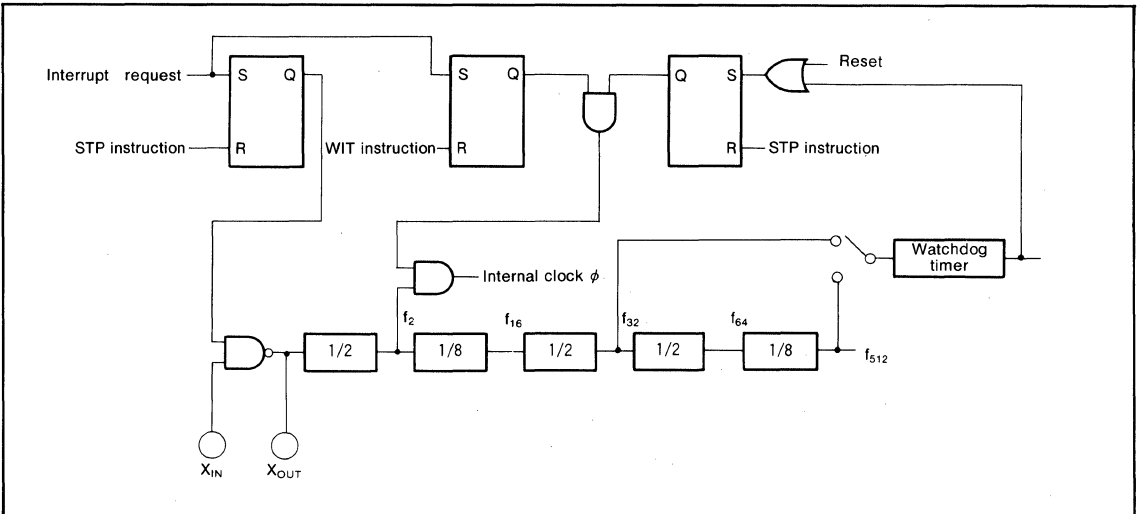 Interrupt request
S Q
S Q
Q S
Reset
STP instruction
R
WIT instruction
R
R
STP instruction
Watchdog
timer
Internal clock ϕ
f2
f16
f32
f64
1/2
1/8
1/2
1/2
1/8
f512
XIN
XOUT